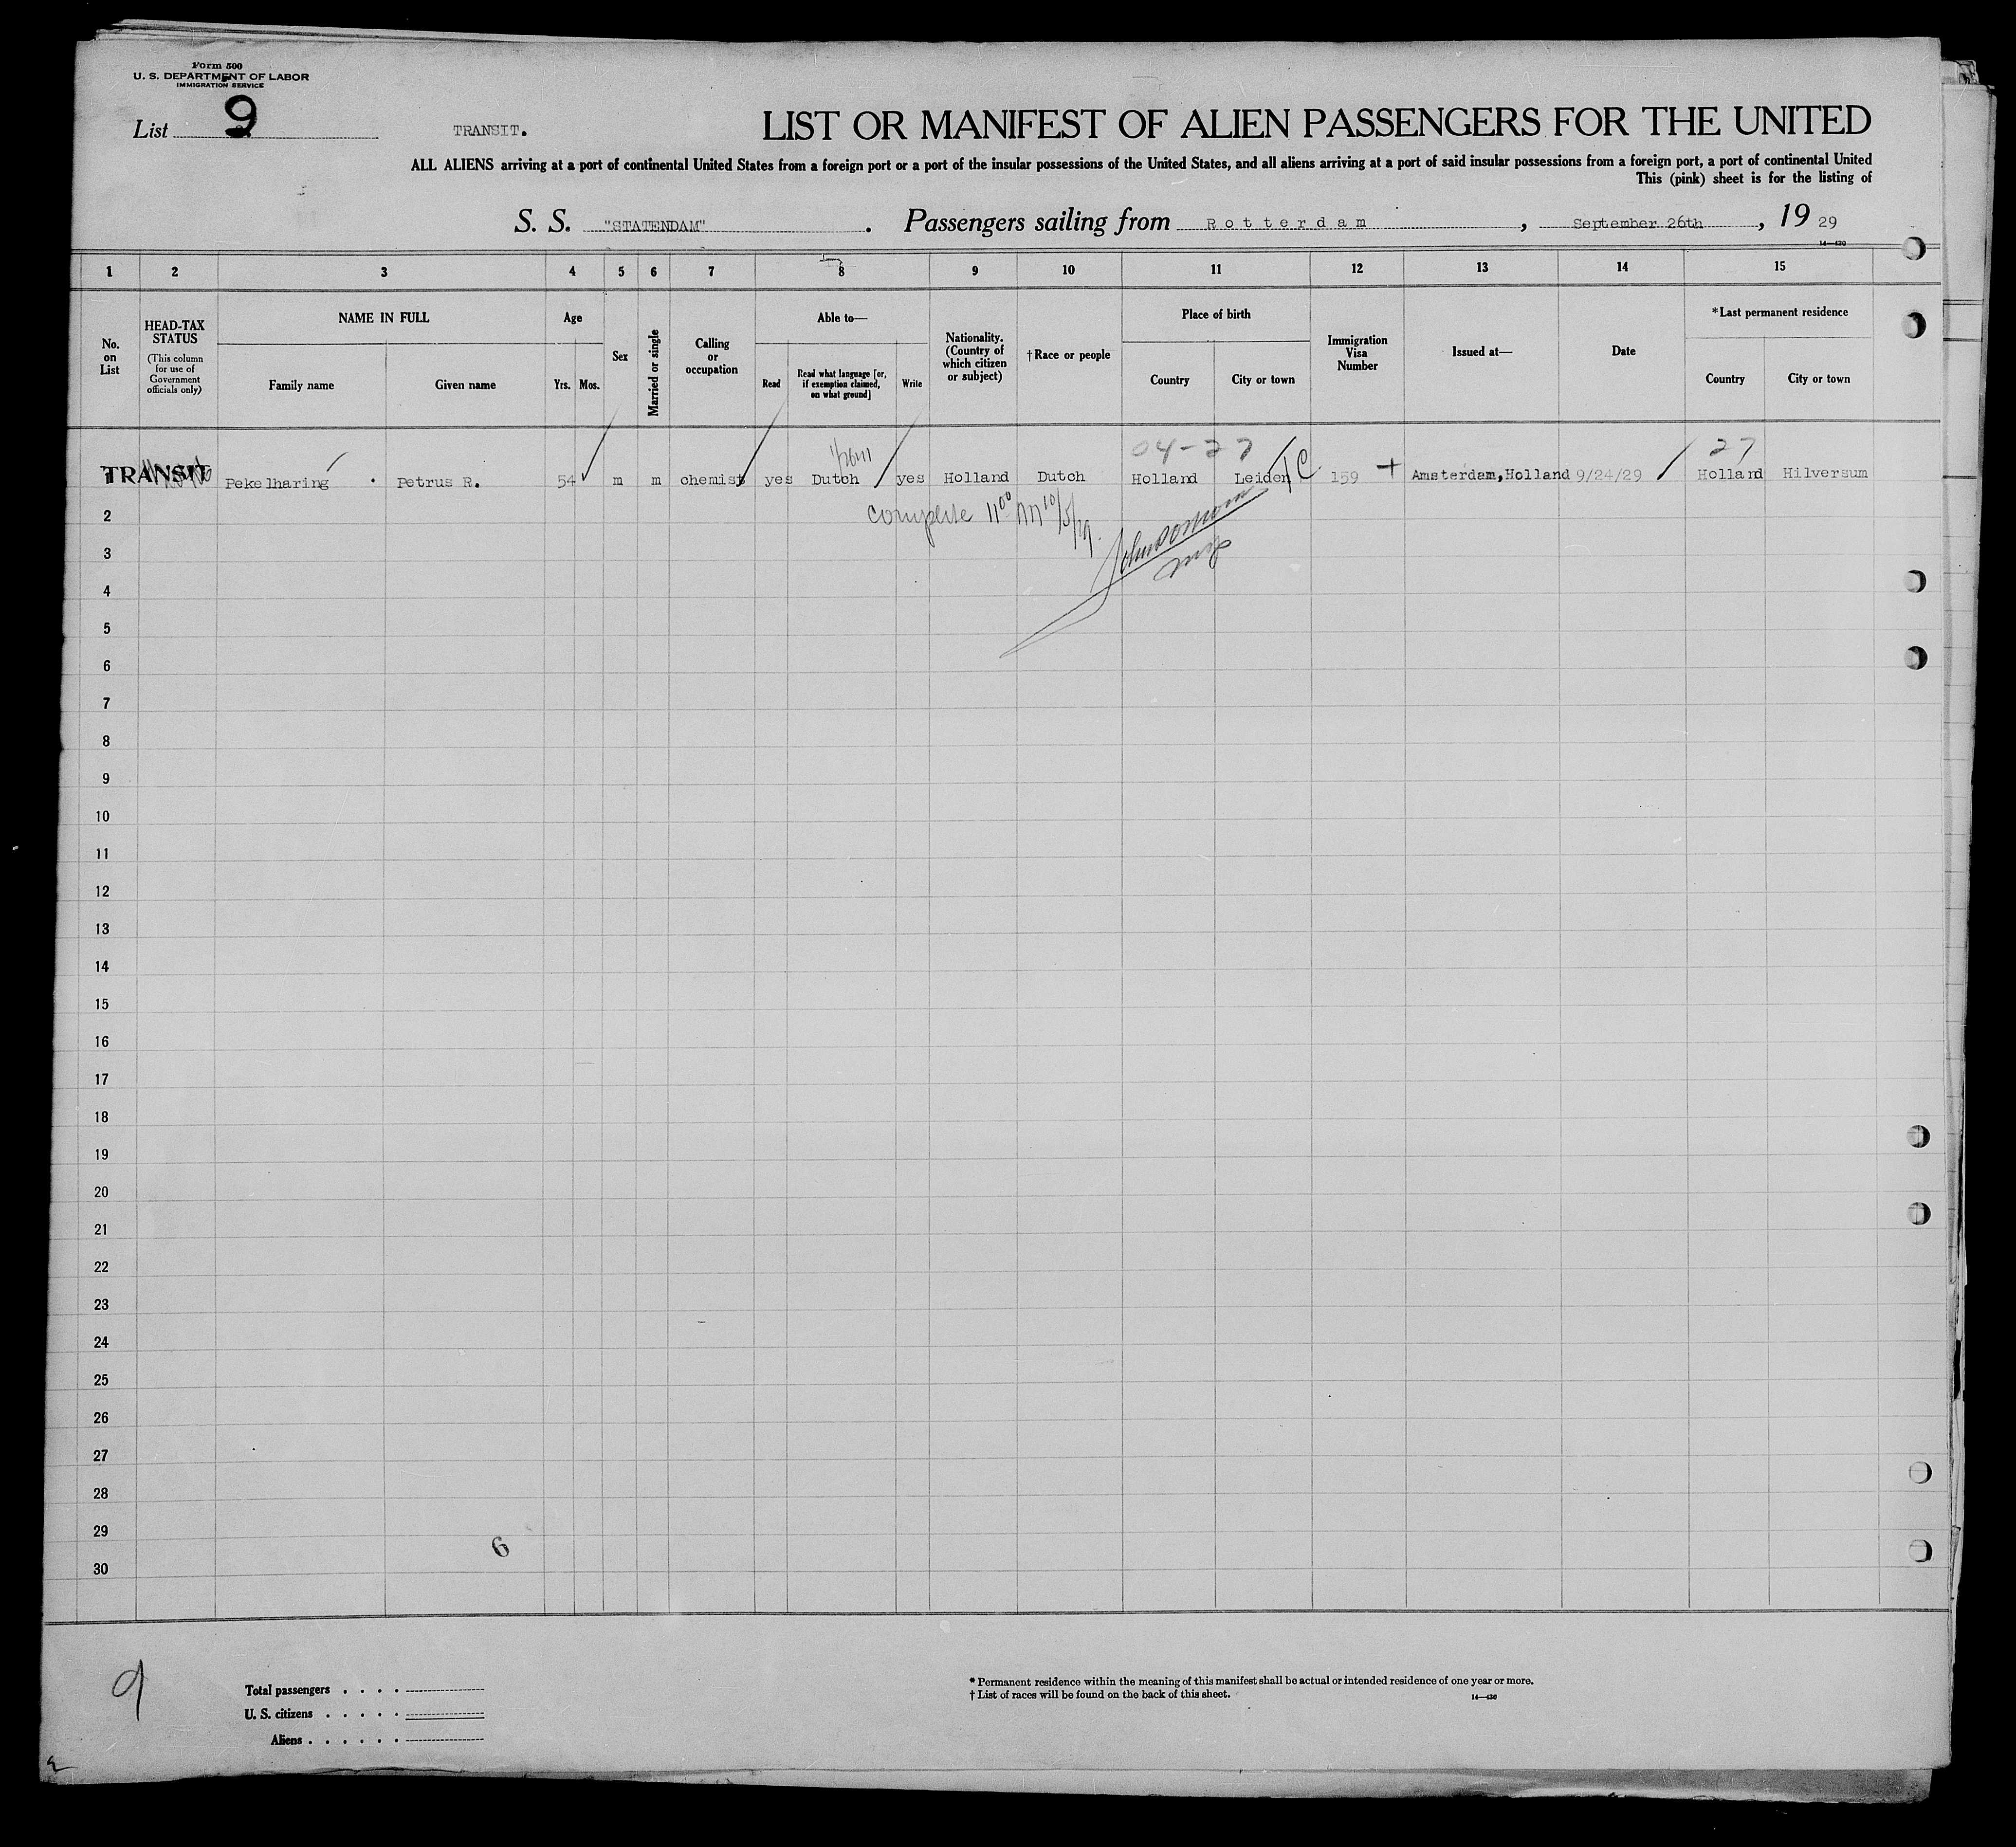 Form 500
U. S. DEPARTMENT OF LABOR
IMMIGRATION SERVICE
List 9
TRANSIT.
LIST OR MANIFEST OF ALIEN PASSENGERS FOR THE UNITED
ALL ALIENS arriving at a port of continental United States from a foreign port or a port of the insular possessions of the United States, and all aliens arriving at a port of said insular possessions from a foreign port, a port of continental United
This (pink) sheet is for the listing of
S. S. "STATENDAM". Passengers sailing from Rotterdam, September 26th, 19 29
14—430
1 2 3 4 5 6 7 8 9 10 11 12 13 14 15
No. on List
HEAD-TAX STATUS
(This column for use of Government officials only)
NAME IN FULL
Family name
Given name
Age
Yrs. Mos.
Sex
Married or single
Calling or occupation
Able to—
Read
Read what language [or, if exemption claimed, on what ground]
Write
Nationality. (Country of which citizen or subject)
†Race or people
Place of birth
Country
City or town
Immigration Visa Number
Issued at—
Date
*Last permanent residence
Country
City or town
04-27
27
TRANSIT Pekelharing Petrus R. 54 m m chemist yes Dutch yes Holland Dutch Holland Leiden 159 + Amsterdam,Holland 9/24/29 Holland Hilversum
2
complete 11 00 10/5/29.
3
4
5
6
7
8
9
10
11
12
13
14
15
16
17
18
19
20
21
22
23
24
25
26
27
28
29
6
30
9
Total passengers . . . .
U. S. citizens . . . . .
Aliens . . . . . .
* Permanent residence within the meaning of this manifest shall be actual or intended residence of one year or more.
† List of races will be found on the back of this sheet.
14—430